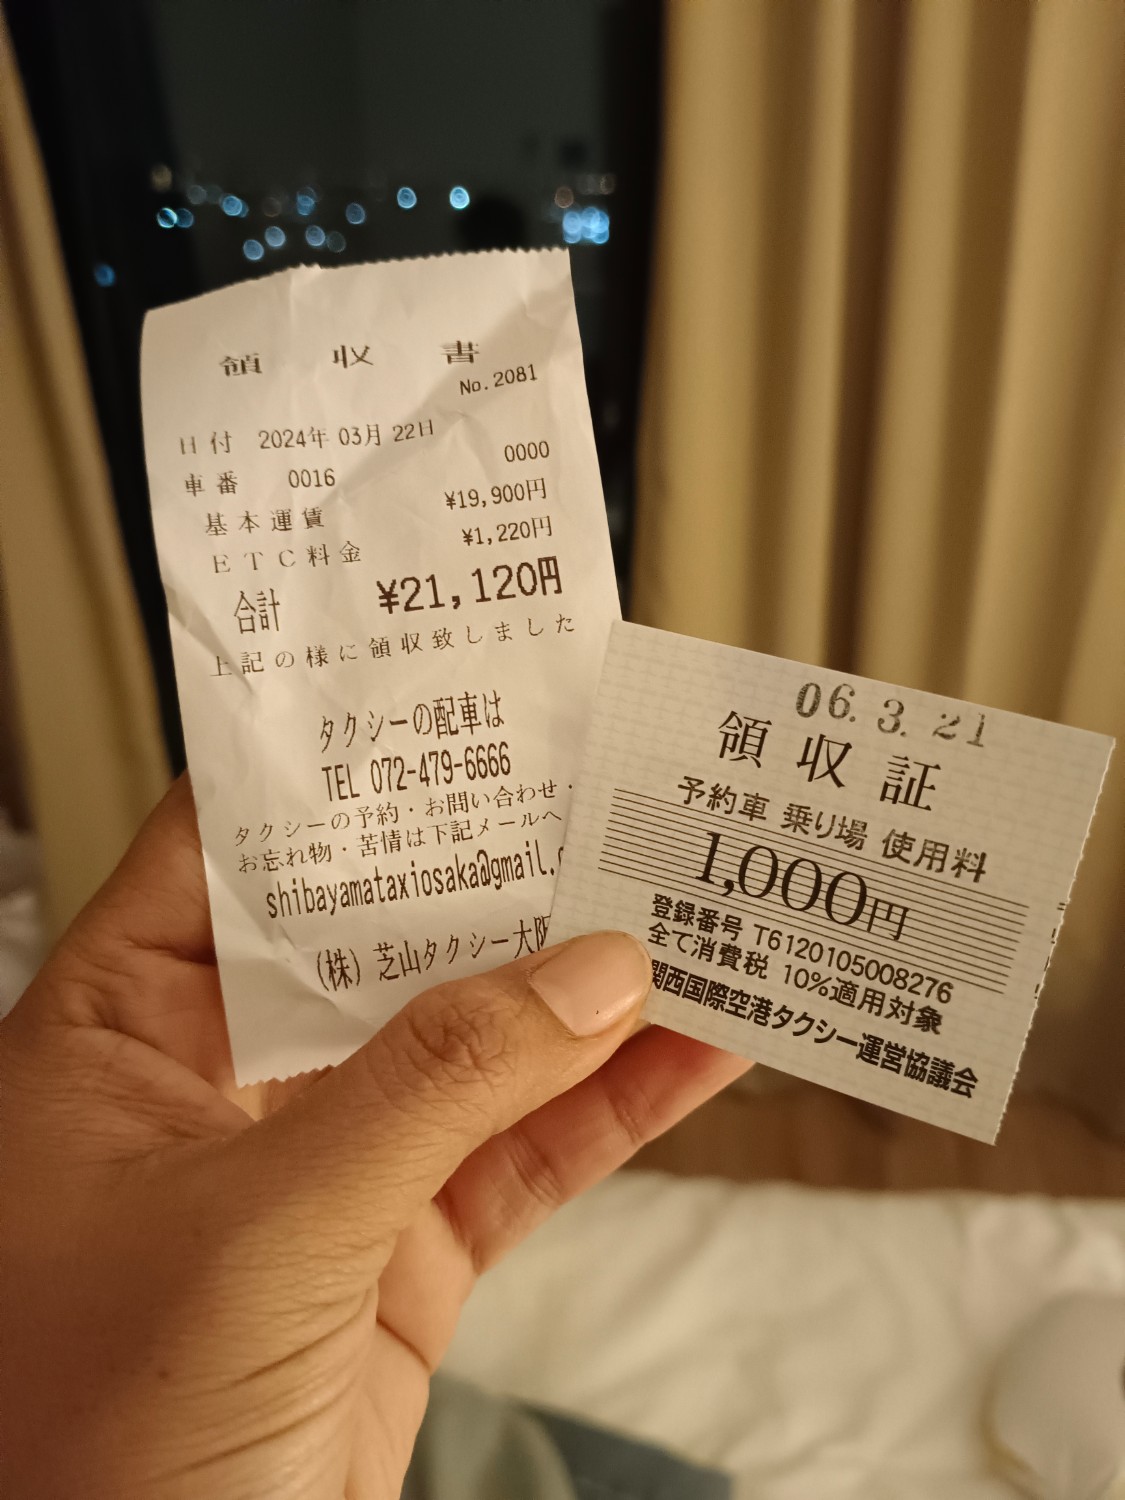 領収書
No.2081
日付 2024年 03月 22日
車番 0016 0000
基本運賃 ¥19,900円
ETC料金 ¥1,220円
合計 ¥21,120円
上記の様に領収致しました
タクシーの配車は
TEL 072-479-6666
タクシーの予約・お問い合わせ・
お忘れ物・苦情は下記メールへ
shibayamataxiosaka@gmail.
(株) 芝山タクシー大阪
06. 3. 21
領収証
予約車 乗り場 使用料
1,000円
登録番号 T6120105008276
全て消費税 10%適用対象
関西国際空港タクシー運営協議会